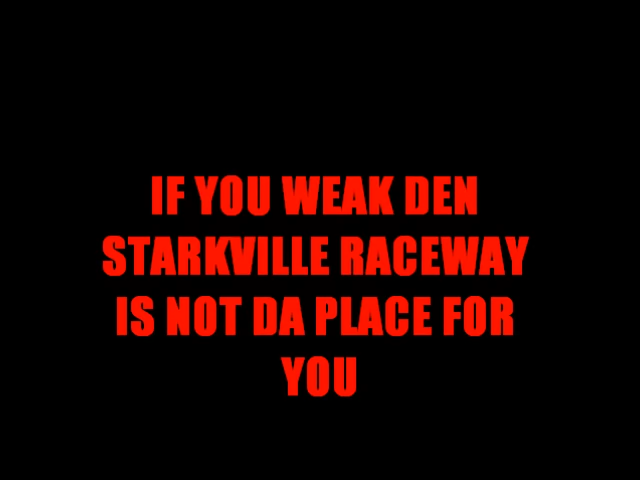 IF YOU WEAK DEN
STARKVILLE RACEWAY
IS NOT DA PLACE FOR
YOU